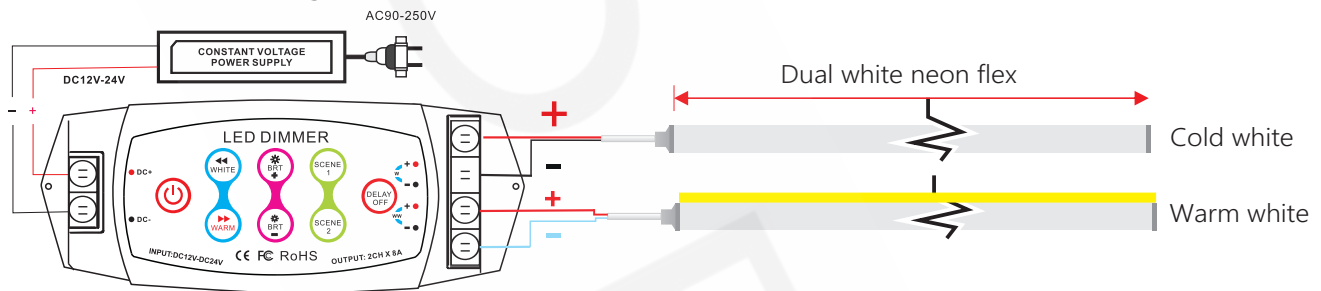 AC90-250V
CONSTANT VOLTAGE
POWER SUPPLY
DC12V-24V
Dual white neon flex
- +
+
-
Cold white
LED DIMMER
WHITE
BRT
+
SCENE
1
+
W
-
DC+
DELAY
OFF
+
-
Warm white
WARM
BRT
-
SCENE
2
+
WW
-
DC-
INPUT:DC12V-DC24V
CE FC RoHS
OUTPUT: 2CH X 8A